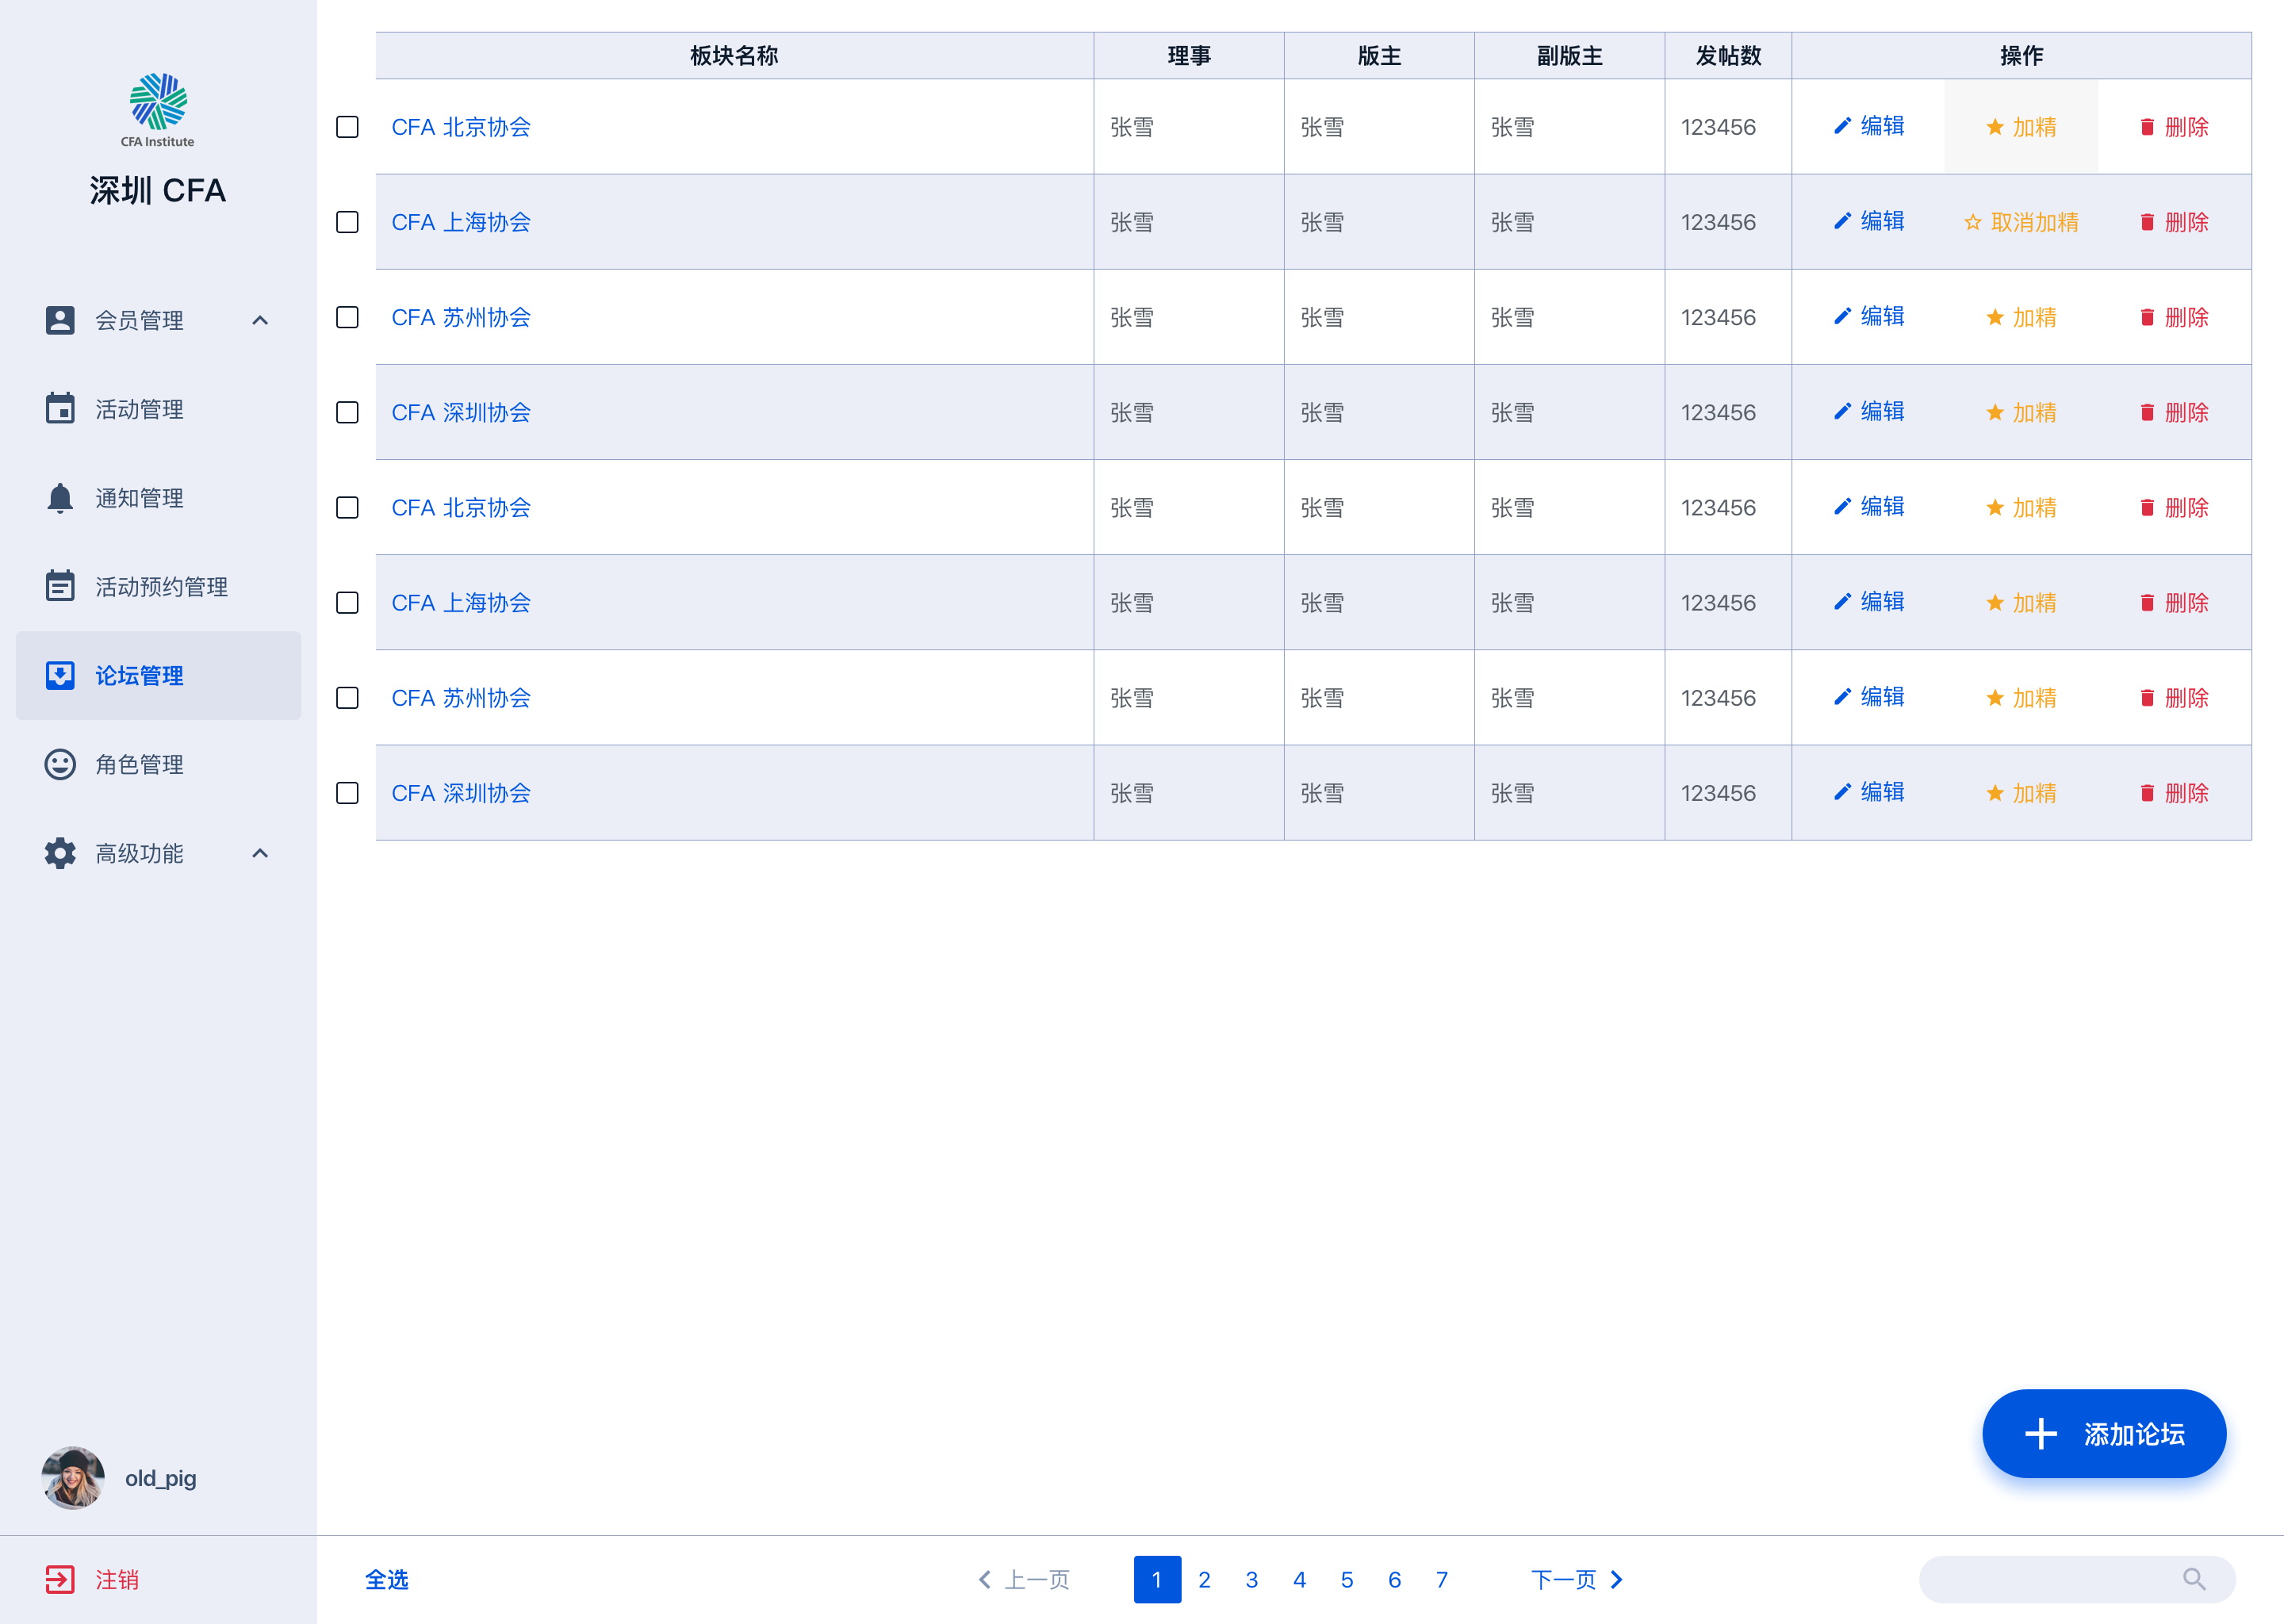 CFA Institute
深圳 CFA
会员管理
活动管理
通知管理
活动预约管理
论坛管理
角色管理
高级功能
old_pig
注销
板块名称 理事 版主 副版主 发帖数 操作
CFA 北京协会 张雪 张雪 张雪 123456 编辑 加精 删除
CFA 上海协会 张雪 张雪 张雪 123456 编辑 取消加精 删除
CFA 苏州协会 张雪 张雪 张雪 123456 编辑 加精 删除
CFA 深圳协会 张雪 张雪 张雪 123456 编辑 加精 删除
CFA 北京协会 张雪 张雪 张雪 123456 编辑 加精 删除
CFA 上海协会 张雪 张雪 张雪 123456 编辑 加精 删除
CFA 苏州协会 张雪 张雪 张雪 123456 编辑 加精 删除
CFA 深圳协会 张雪 张雪 张雪 123456 编辑 加精 删除
添加论坛
全选 上一页 1 2 3 4 5 6 7 下一页